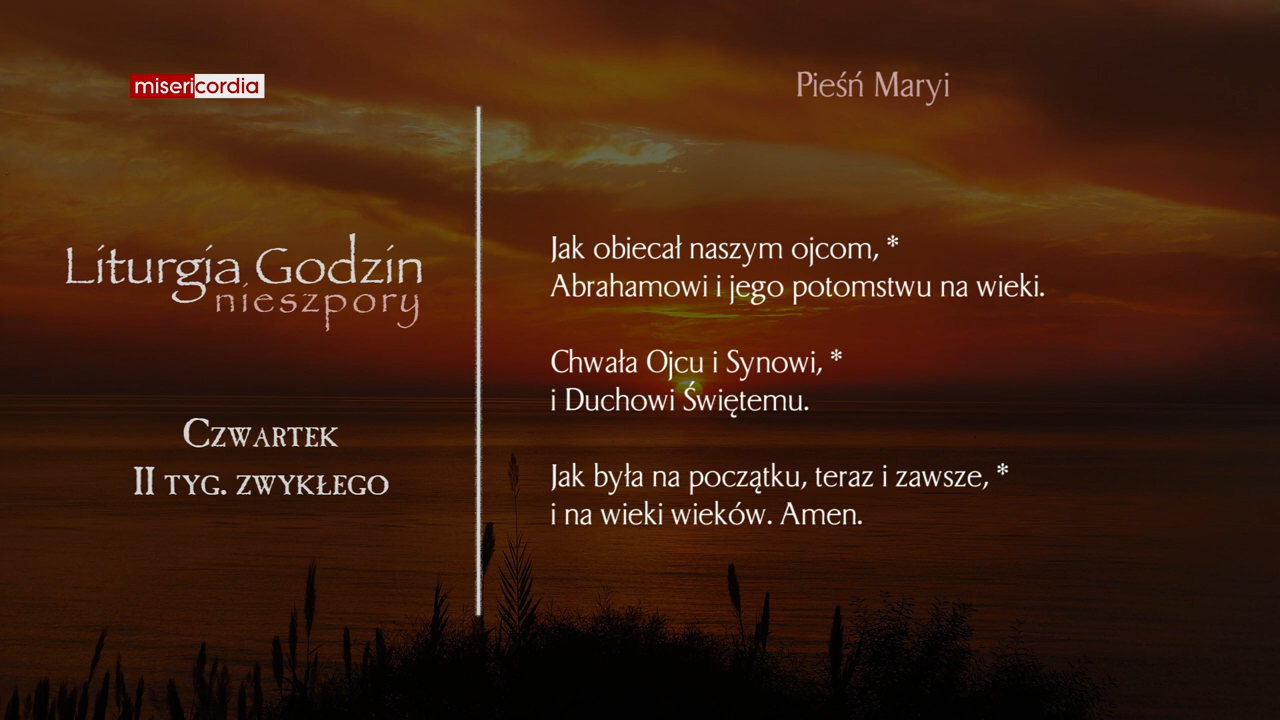 misericordia
Liturgia Godzin
nieszpory
Czwartek
II tyg. zwykłego
Pieśń Maryi
Jak obiecał naszym ojcom, *
Abrahamowi i jego potomstwu na wieki.
Chwała Ojcu i Synowi, *
i Duchowi Świętemu.
Jak była na początku, teraz i zawsze, *
i na wieki wieków. Amen.